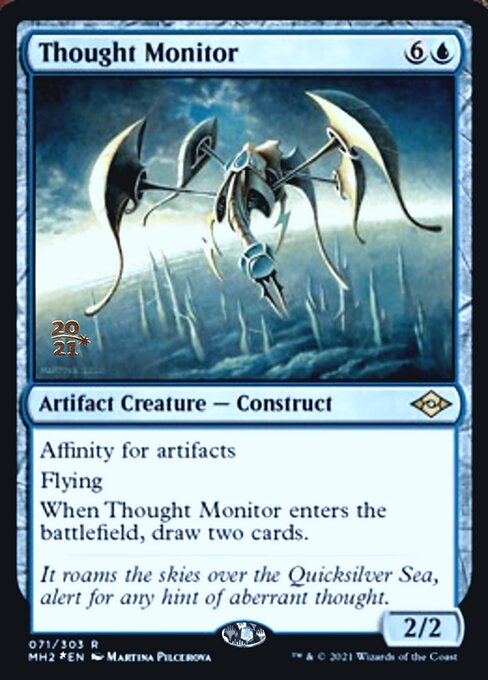 Thought Monitor 6
20
21
MARTINA 2020
Artifact Creature — Construct
Affinity for artifacts
Flying
When Thought Monitor enters the
battlefield, draw two cards.
It roams the skies over the Quicksilver Sea,
alert for any hint of aberrant thought.
2/2
071/303 R
MH2 ★ EN Martina Pilcerova
™ & © 2021 Wizards of the Coast